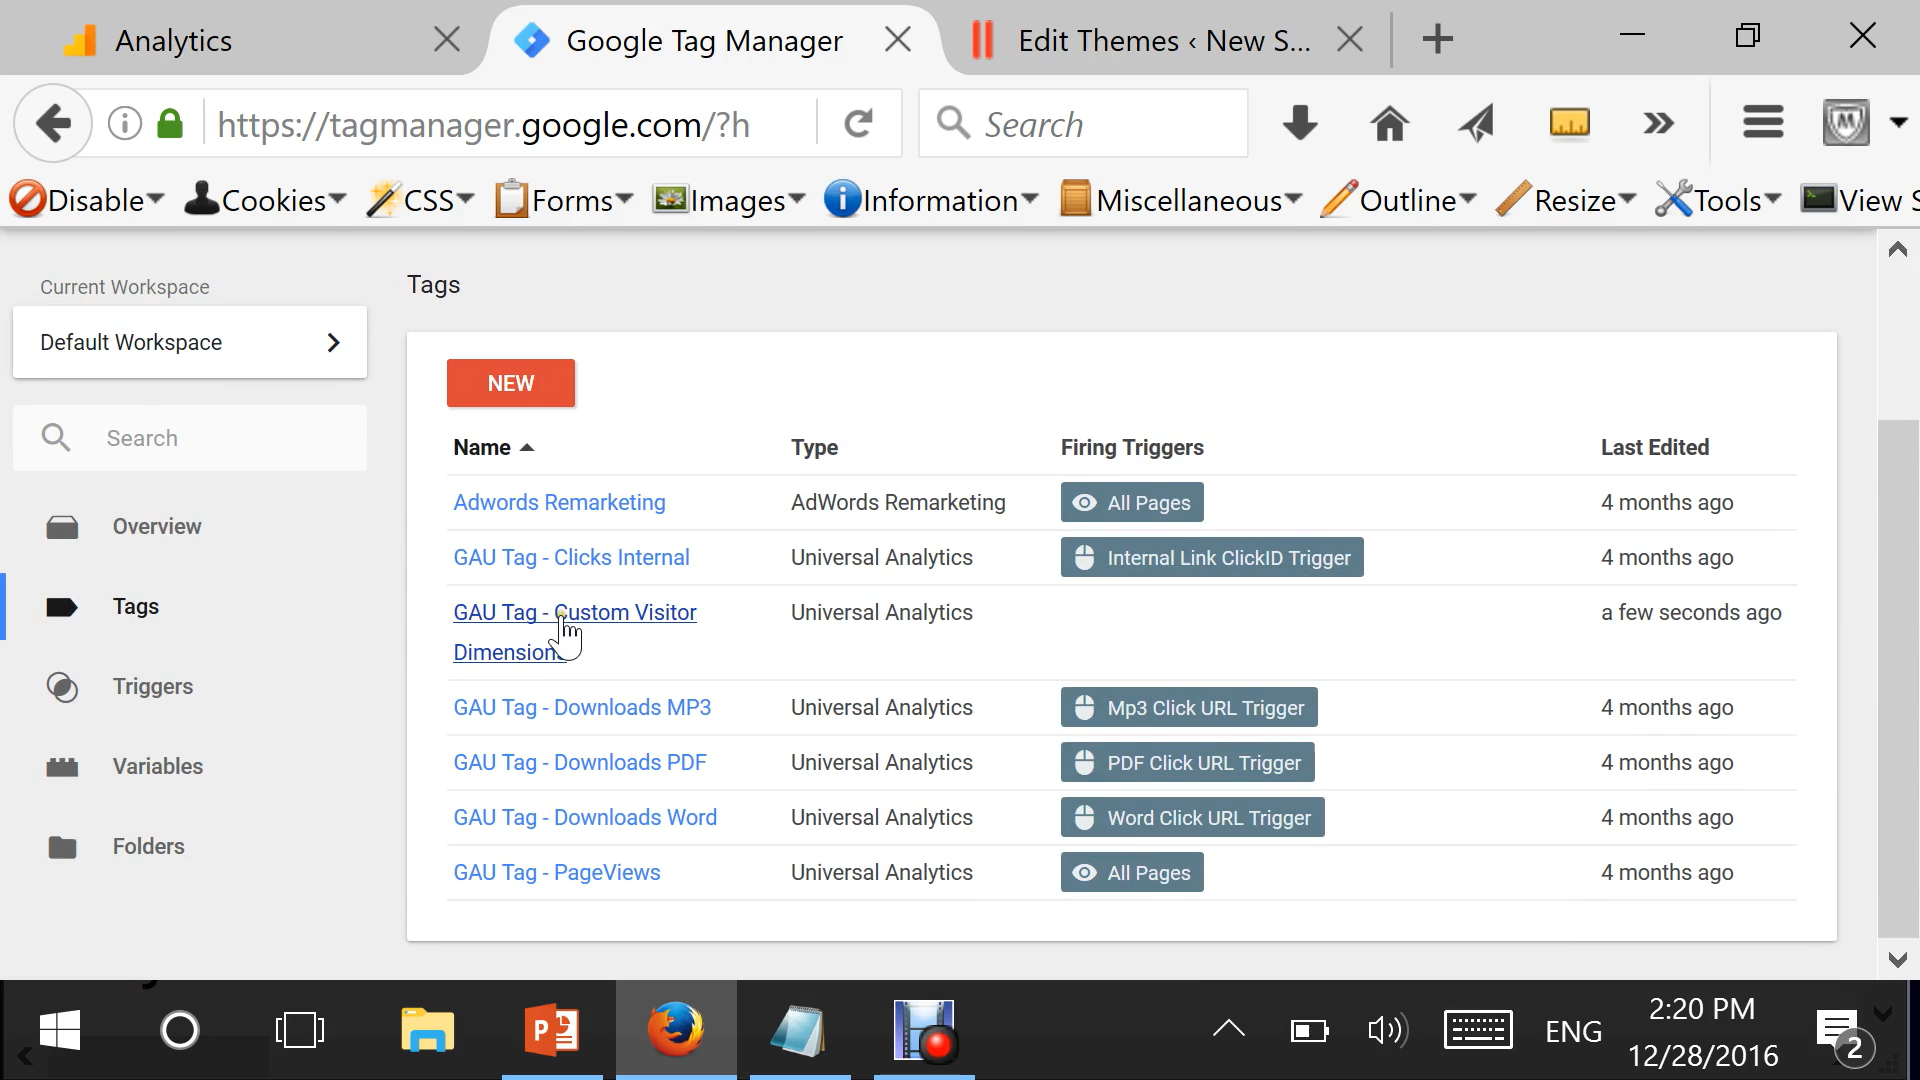 Analytics
Google Tag Manager
Edit Themes ‹ New S...
https://tagmanager.google.com/?h
Search
Disable
Cookies
CSS
Forms
Images
Information
Miscellaneous
Outline
Resize
Tools
View S
Current Workspace
Default Workspace
Search
Overview
Tags
Triggers
Variables
Folders
Tags
NEW
Name Type Firing Triggers Last Edited
Adwords Remarketing AdWords Remarketing All Pages 4 months ago
GAU Tag - Clicks Internal Universal Analytics Internal Link ClickID Trigger 4 months ago
GAU Tag - Custom Visitor Universal Analytics a few seconds ago
Dimensions
GAU Tag - Downloads MP3 Universal Analytics Mp3 Click URL Trigger 4 months ago
GAU Tag - Downloads PDF Universal Analytics PDF Click URL Trigger 4 months ago
GAU Tag - Downloads Word Universal Analytics Word Click URL Trigger 4 months ago
GAU Tag - PageViews Universal Analytics All Pages 4 months ago
ENG
2:20 PM
12/28/2016
2